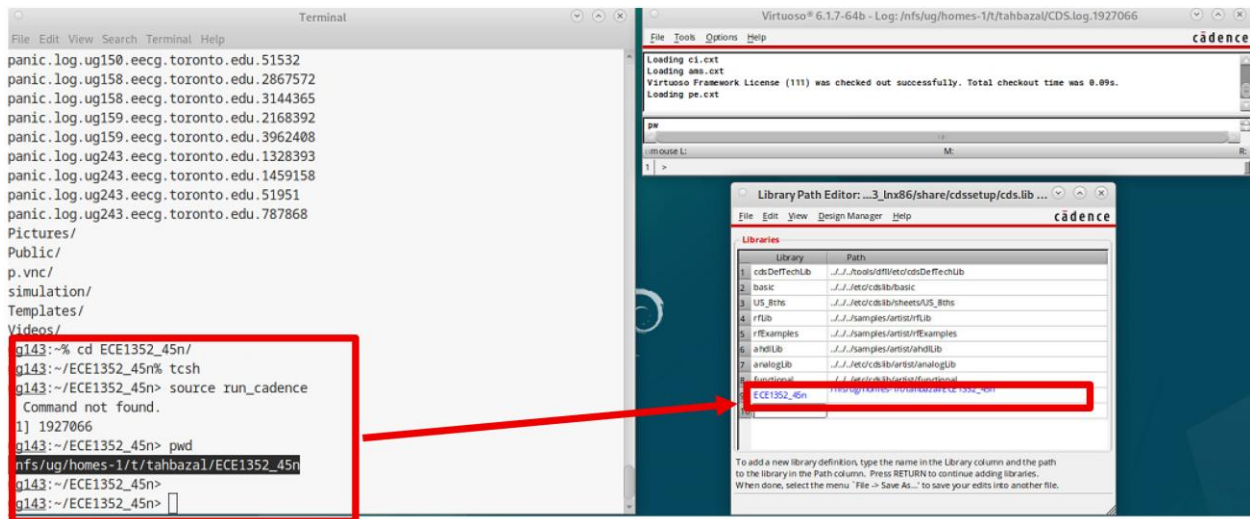 Terminal
File Edit View Search Terminal Help
panic.log.ug150.eecg.toronto.edu.51532
panic.log.ug158.eecg.toronto.edu.2867572
panic.log.ug158.eecg.toronto.edu.3144365
panic.log.ug159.eecg.toronto.edu.2168392
panic.log.ug159.eecg.toronto.edu.3962408
panic.log.ug243.eecg.toronto.edu.1328393
panic.log.ug243.eecg.toronto.edu.1459158
panic.log.ug243.eecg.toronto.edu.51951
panic.log.ug243.eecg.toronto.edu.787868
Pictures/
Public/
p.vnc/
simulation/
Templates/
Videos/
g143:~% cd ECE1352_45n/
g143:~/ECE1352_45n% tcsh
g143:~/ECE1352_45n> source run_cadence
Command not found.
1] 1927066
g143:~/ECE1352_45n> pwd
nfs/ug/homes-1/t/tahbazal/ECE1352_45n
g143:~/ECE1352_45n>
g143:~/ECE1352_45n>
Virtuoso® 6.1.7-64b - Log: /nfs/ug/homes-1/t/tahbazal/CDS.log.1927066
File Tools Options Help cādence
Loading ci.cxt
Loading ams.cxt
Virtuoso Framework License (111) was checked out successfully. Total checkout time was 0.09s.
Loading pe.cxt
pw
mouse L: M: R:
1 >
Library Path Editor: ...3_lnx86/share/cdssetup/cds.lib ...
File Edit View Design Manager Help cādence
Libraries
Library Path
1 cdsDefTechLib ../../../tools/dfII/etc/cdsDefTechLib
2 basic ../../../etc/cdslib/basic
3 US_8ths ../../../etc/cdslib/sheets/US_8ths
4 rfLib ../../../samples/artist/rfLib
5 rfExamples ../../../samples/artist/rfExamples
6 ahdlLib ../../../samples/artist/ahdlLib
7 analogLib ../../../etc/cdslib/artist/analogLib
8 functional ../../../etc/cdslib/artist/functional
9 ECE1352_45n /nfs/ug/homes-1/t/tahbazal/ECE1352_45n
10
To add a new library definition, type the name in the Library column and the path
to the library in the Path column. Press RETURN to continue adding libraries.
When done, select the menu `File -> Save As...' to save your edits into another file.